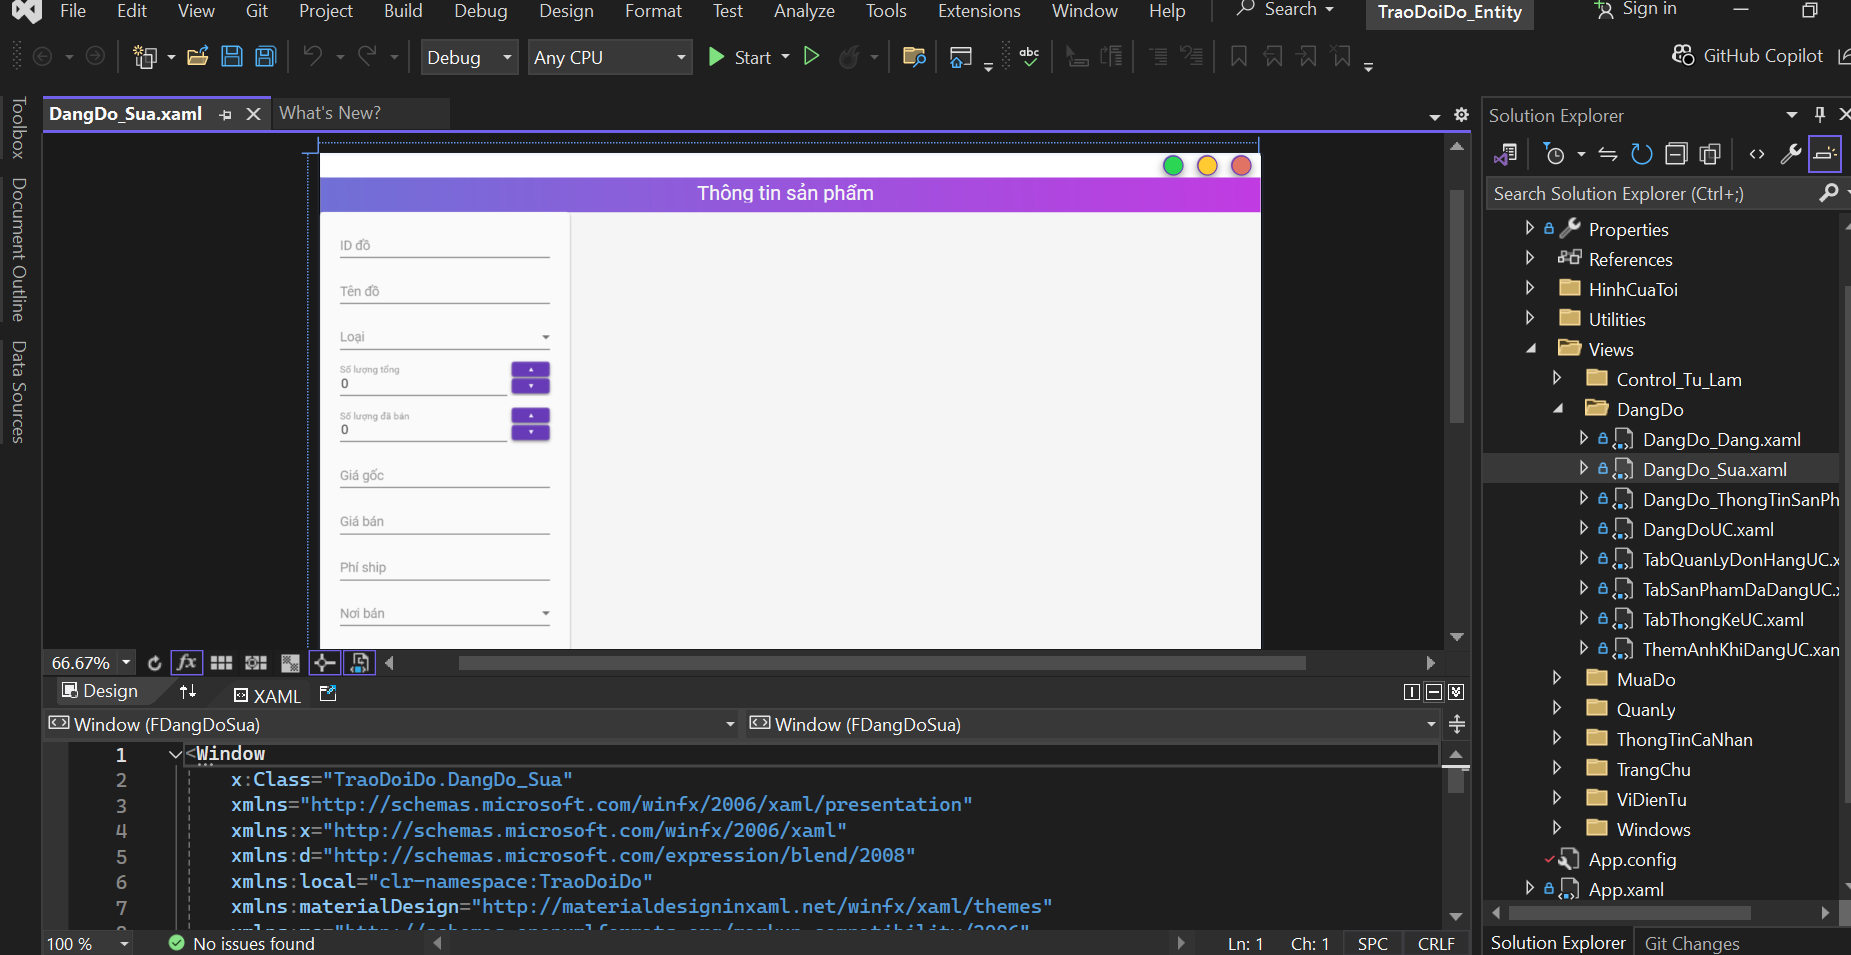 File Edit View Git Project Build Debug Design Format Test Analyze Tools Extensions Window Help Search TraoDoiDo_Entity Sign in
Debug Any CPU Start abc GitHub Copilot
Toolbox
Document Outline
Data Sources
DangDo_Sua.xaml What's New?
Thông tin sản phẩm
ID đồ
Tên đồ
Loại
Số lượng tổng
0
Số lượng đã bán
0
Giá gốc
Giá bán
Phí ship
Nơi bán
66.67% fx
Design XAML
Window (FDangDoSua) Window (FDangDoSua)
1 <Window
2 x:Class="TraoDoiDo.DangDo_Sua"
3 xmlns="http://schemas.microsoft.com/winfx/2006/xaml/presentation"
4 xmlns:x="http://schemas.microsoft.com/winfx/2006/xaml"
5 xmlns:d="http://schemas.microsoft.com/expression/blend/2008"
6 xmlns:local="clr-namespace:TraoDoiDo"
7 xmlns:materialDesign="http://materialdesigninxaml.net/winfx/xaml/themes"
100 % No issues found Ln: 1 Ch: 1 SPC CRLF
Solution Explorer
Search Solution Explorer (Ctrl+;)
Properties
References
HinhCuaToi
Utilities
Views
Control_Tu_Lam
DangDo
DangDo_Dang.xaml
DangDo_Sua.xaml
DangDo_ThongTinSanPh
DangDoUC.xaml
TabQuanLyDonHangUC.x
TabSanPhamDaDangUC.x
TabThongKeUC.xaml
ThemAnhKhiDangUC.xam
MuaDo
QuanLy
ThongTinCaNhan
TrangChu
ViDienTu
Windows
App.config
App.xaml
Solution Explorer Git Changes